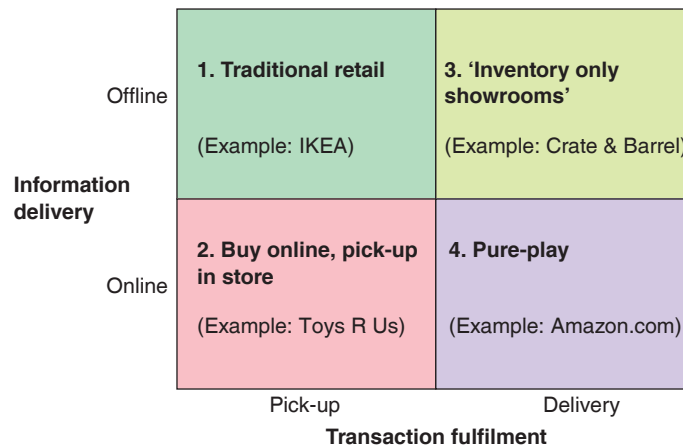 1. Traditional retail
(Example: IKEA)
3. ‘Inventory only
showrooms’
(Example: Crate & Barrel)
Offline
Information
delivery
2. Buy online, pick-up
in store
(Example: Toys R Us)
4. Pure-play
(Example: Amazon.com)
Online
Pick-up
Delivery
Transaction fulfilment